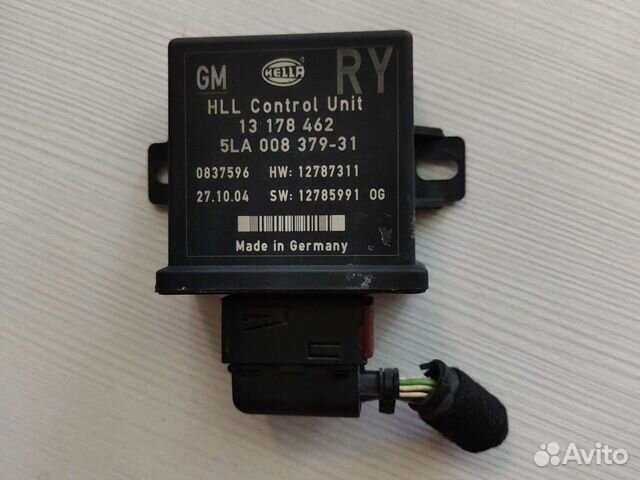 GM HELLA RY
HLL Control Unit
13 178 462
5LA 008 379-31
0837596 HW: 12787311
27.10.04 SW: 12785991 OG
Made in Germany
Avito